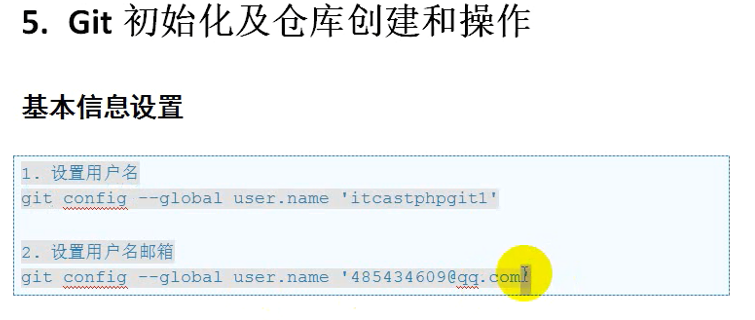 5. Git 初始化及仓库创建和操作
基本信息设置
1. 设置用户名
git config --global user.name 'itcastphpgit1'
2. 设置用户名邮箱
git config --global user.name '485434609@qq.com'